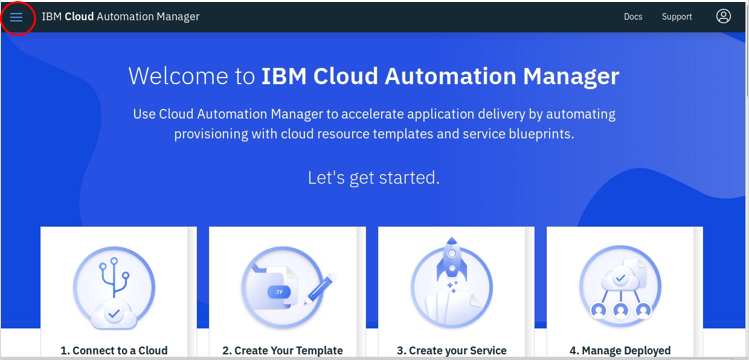 IBM Cloud Automation Manager
Docs
Support
Welcome to IBM Cloud Automation Manager
Use Cloud Automation Manager to accelerate application delivery by automating
provisioning with cloud resource templates and service blueprints.
Let's get started.
.TF
1. Connect to a Cloud
2. Create Your Template
3. Create your Service
4. Manage Deployed